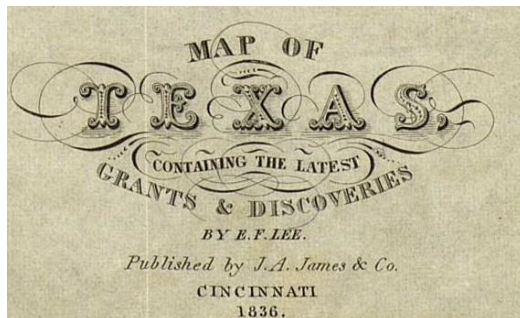 MAP OF
TEXAS,
CONTAINING THE LATEST
GRANTS & DISCOVERIES
BY E.F. LEE.
Published by J.A. James & Co.
CINCINNATI
1836.